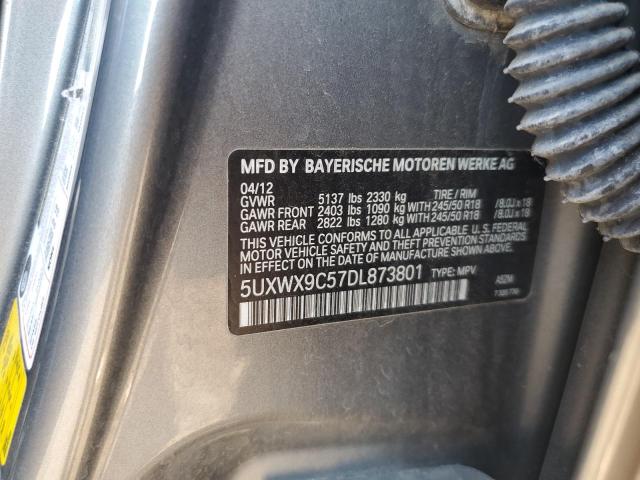 MFD BY BAYERISCHE MOTOREN WERKE AG
04/12
GVWR 5137 lbs 2330 kg TIRE / RIM
GAWR FRONT 2403 lbs 1090 kg WITH 245/50 R18 / 8.0J x 18
GAWR REAR 2822 lbs 1280 kg WITH 245/50 R18 / 8.0J x 18
THIS VEHICLE CONFORMS TO ALL APPLICABLE U.S. FEDERAL
MOTOR VEHICLE SAFETY, BUMPER, AND THEFT PREVENTION STANDARDS
IN EFFECT ON THE DATE OF MANUFACTURE SHOWN ABOVE.
5UXWX9C57DL873801 TYPE: MPV